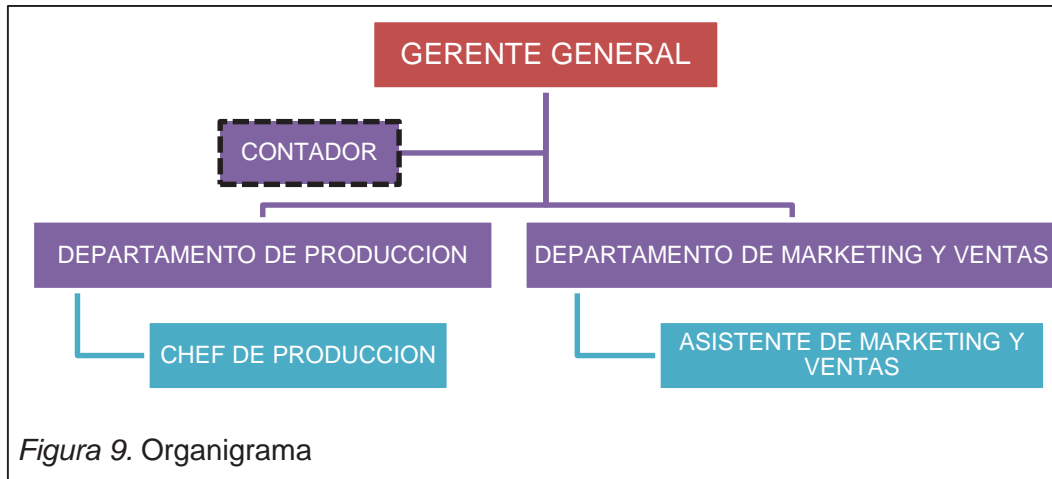 GERENTE GENERAL
CONTADOR
DEPARTAMENTO DE PRODUCCION
DEPARTAMENTO DE MARKETING Y VENTAS
CHEF DE PRODUCCION
ASISTENTE DE MARKETING Y
VENTAS
Figura 9. Organigrama